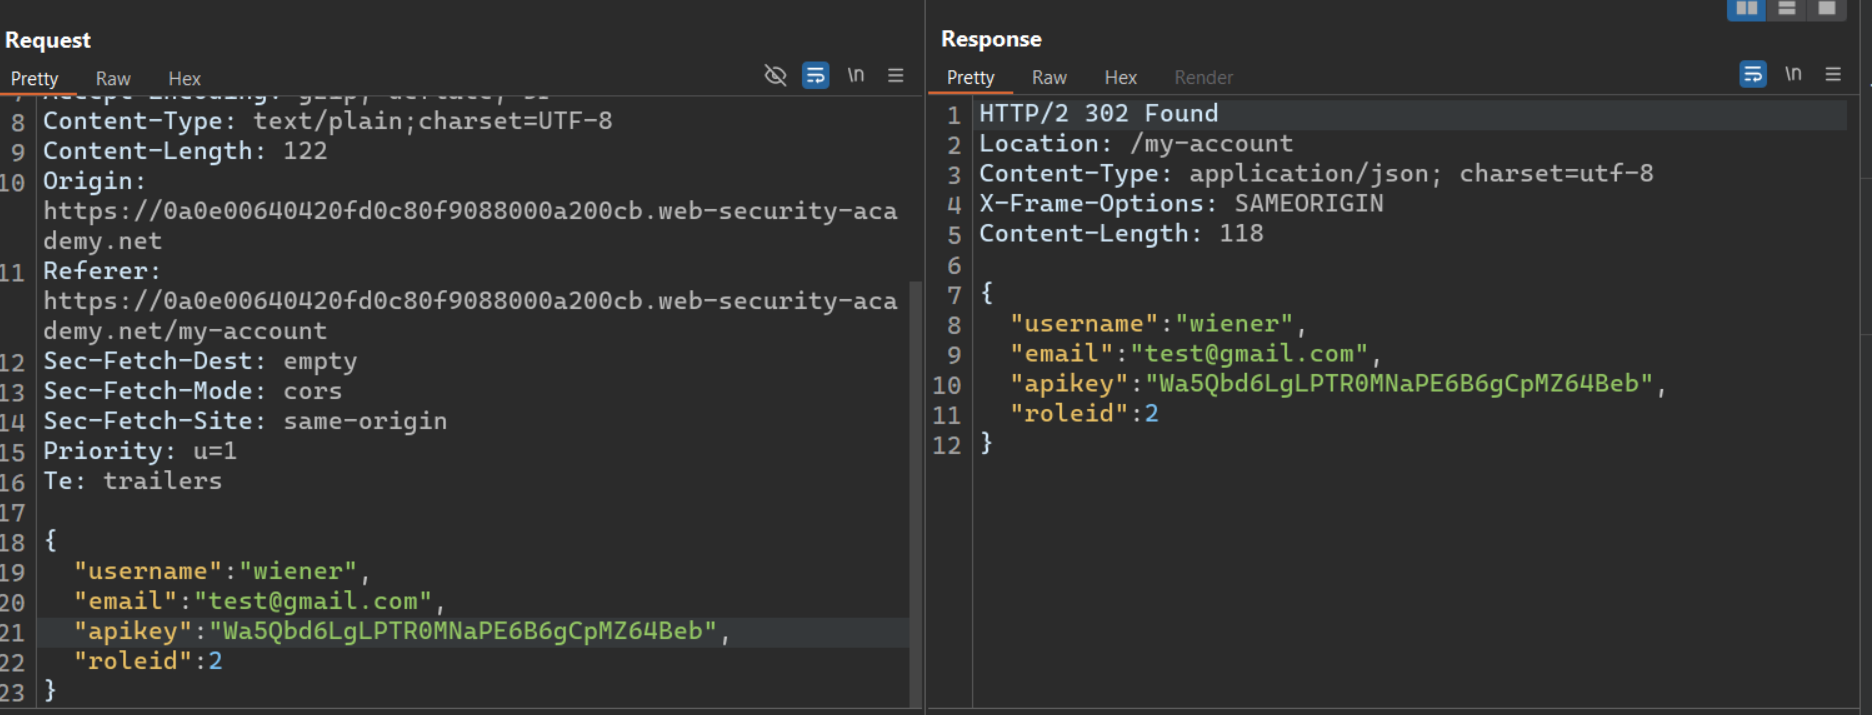 Request
Pretty Raw Hex
\n
8 Content-Type: text/plain;charset=UTF-8
9 Content-Length: 122
10 Origin:
https://0a0e00640420fd0c80f9088000a200cb.web-security-aca
demy.net
11 Referer:
https://0a0e00640420fd0c80f9088000a200cb.web-security-aca
demy.net/my-account
12 Sec-Fetch-Dest: empty
13 Sec-Fetch-Mode: cors
14 Sec-Fetch-Site: same-origin
15 Priority: u=1
16 Te: trailers
17
18 {
19 "username":"wiener",
20 "email":"test@gmail.com",
21 "apikey":"Wa5Qbd6LgLPTR0MNaPE6B6gCpMZ64Beb",
22 "roleid":2
23 }
Response
Pretty Raw Hex Render
\n
1 HTTP/2 302 Found
2 Location: /my-account
3 Content-Type: application/json; charset=utf-8
4 X-Frame-Options: SAMEORIGIN
5 Content-Length: 118
6
7 {
8 "username":"wiener",
9 "email":"test@gmail.com",
10 "apikey":"Wa5Qbd6LgLPTR0MNaPE6B6gCpMZ64Beb",
11 "roleid":2
12 }